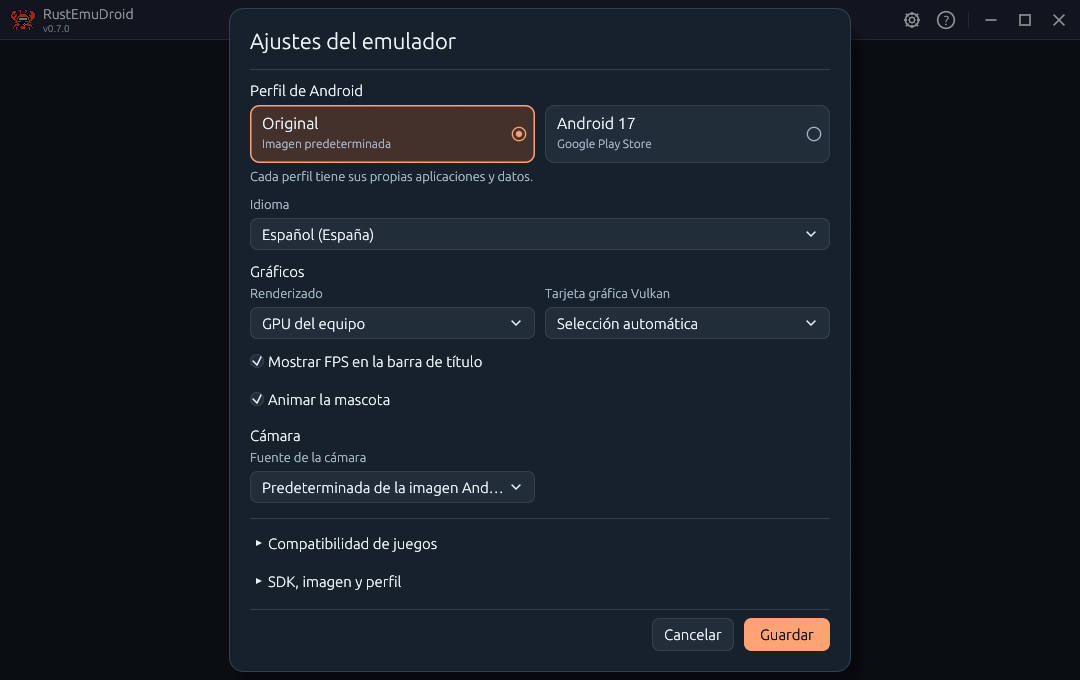 RustEmuDroid
v0.7.0
Ajustes del emulador
Perfil de Android
Original
Imagen predeterminada
Android 17
Google Play Store
Cada perfil tiene sus propias aplicaciones y datos.
Idioma
Español (España)
Gráficos
Renderizado
Tarjeta gráfica Vulkan
GPU del equipo
Selección automática
Mostrar FPS en la barra de título
Animar la mascota
Cámara
Fuente de la cámara
Predeterminada de la imagen And...
Compatibilidad de juegos
SDK, imagen y perfil
Cancelar
Guardar